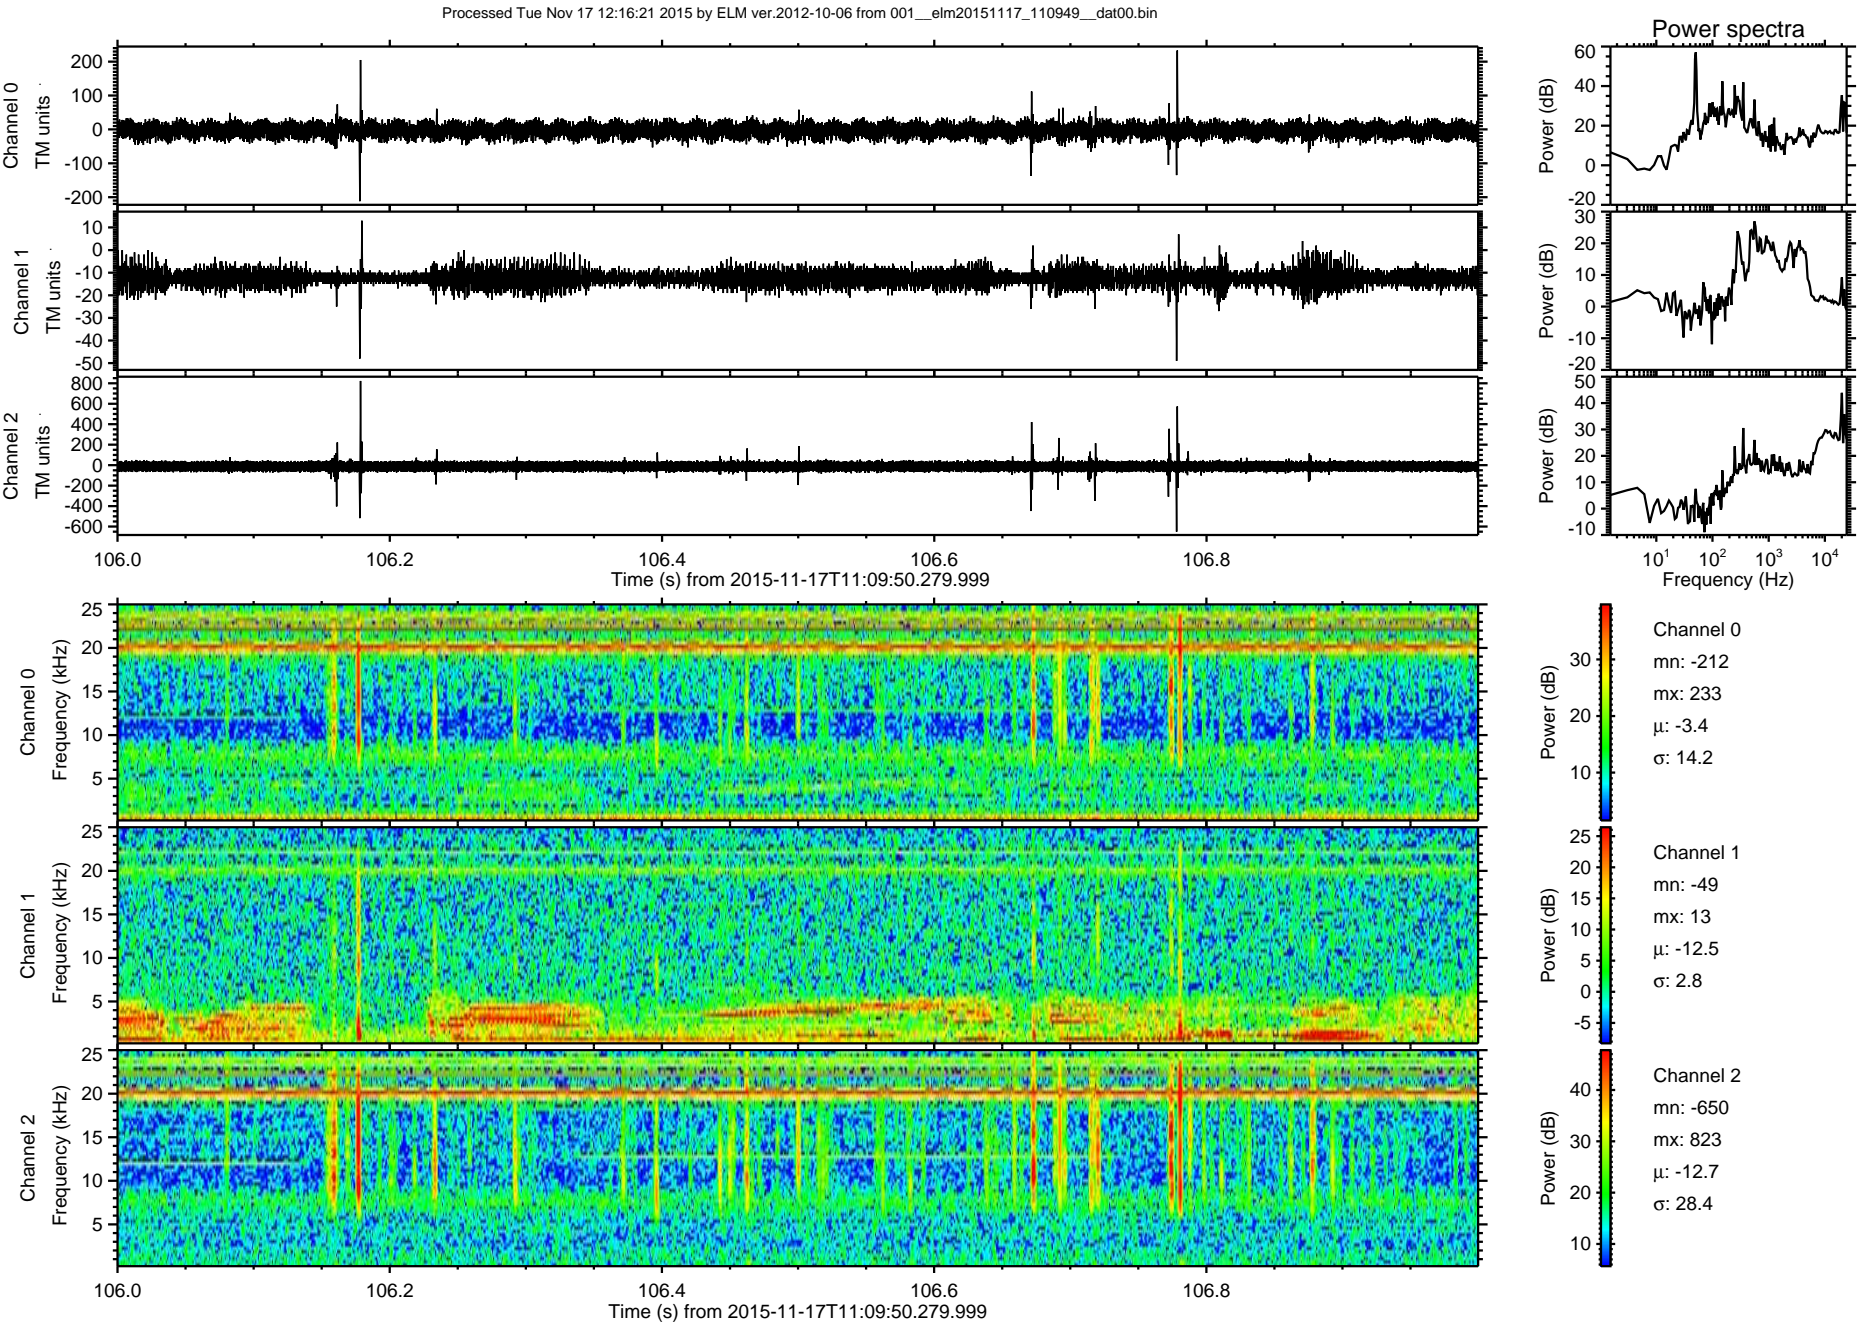 Processed Tue Nov 17 12:16:21 2015 by ELM ver.2012-10-06 from 001__elm20151117_110949__dat00.bin
Power spectra
Channel 0
TM units
200
100
0
-100
-200
Power (dB)
60
40
20
0
-20
Channel 1
TM units
10
0
-10
-20
-30
-40
-50
Power (dB)
30
20
10
0
-10
-20
Channel 2
TM units
800
600
400
200
0
-200
-400
-600
Power (dB)
50
40
30
20
10
0
-10
106.0 106.2 106.4 106.6 106.8
Time (s) from 2015-11-17T11:09:50.279.999
10¹ 10² 10³ 10⁴
Frequency (Hz)
Channel 0
Frequency (kHz)
25
20
15
10
5
Power (dB)
30
20
10
Channel 0
mn: -212
mx: 233
µ: -3.4
σ: 14.2
Channel 1
Frequency (kHz)
25
20
15
10
5
Power (dB)
25
20
15
10
5
0
-5
Channel 1
mn: -49
mx: 13
µ: -12.5
σ: 2.8
Channel 2
Frequency (kHz)
25
20
15
10
5
Power (dB)
40
30
20
10
Channel 2
mn: -650
mx: 823
µ: -12.7
σ: 28.4
106.0 106.2 106.4 106.6 106.8
Time (s) from 2015-11-17T11:09:50.279.999